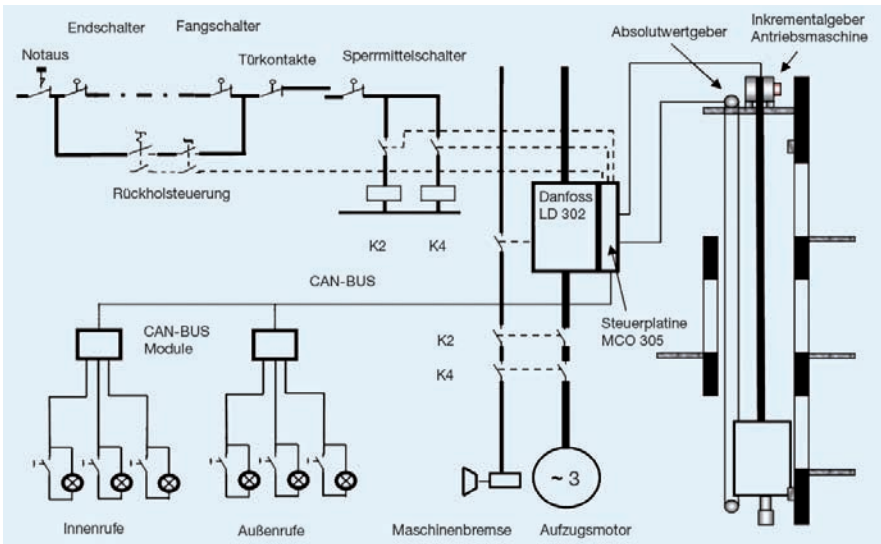 Endschalter
Fangschalter
Notaus
Türkontakte
Sperrmittelschalter
Absolutwertgeber
Inkrementalgeber
Antriebsmaschine
Rückholsteuerung
Danfoss
LD 302
K2
K4
CAN-BUS
Steuerplatine
MCO 305
CAN-BUS
Module
K2
K4
~ 3
Innenrufe
Außenrufe
Maschinenbremse
Aufzugsmotor